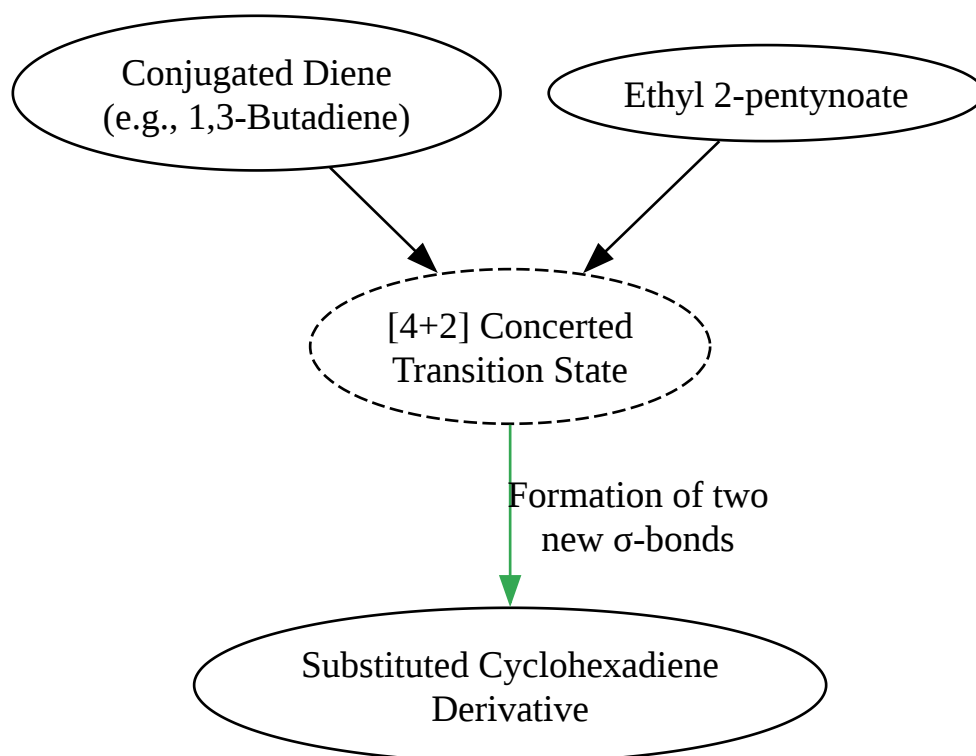 Conjugated Diene
(e.g., 1,3-Butadiene)
Ethyl 2-pentynoate
[4+2] Concerted
Transition State
Formation of two
new σ-bonds
Substituted Cyclohexadiene
Derivative